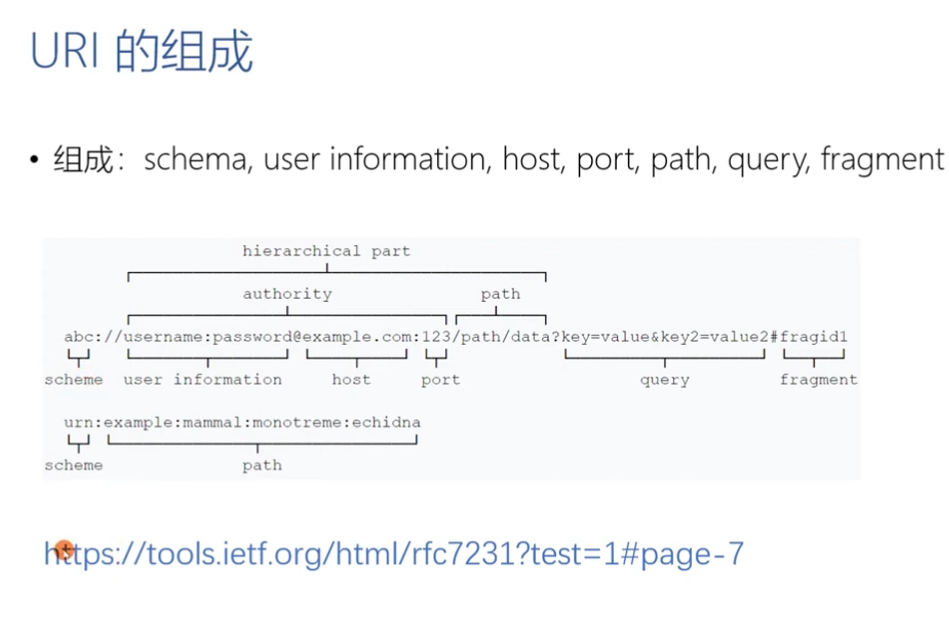 URI 的组成
• 组成：schema, user information, host, port, path, query, fragment
hierarchical part
authority path
abc://username:password@example.com:123/path/data?key=value&key2=value2#fragid1
scheme user information host port query fragment
urn:example:mammal:monotreme:echidna
scheme path
https://tools.ietf.org/html/rfc7231?test=1#page-7